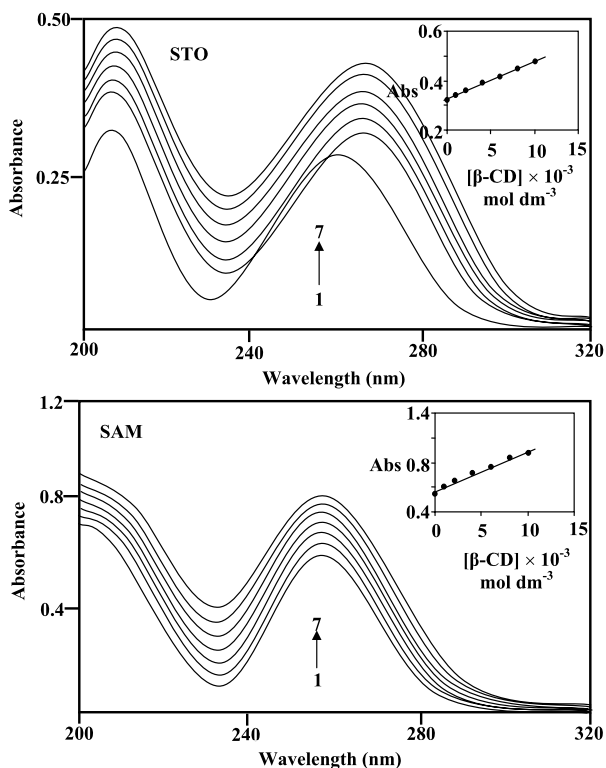 0.50
STO
0.6
Abs
0.4
0.2
0 5 10 15
[β-CD] × 10-3
mol dm-3
0.25
Absorbance
7
1
200 240 280 320
Wavelength (nm)
1.2
SAM
1.4
Abs 0.8
0.4
0 5 10 15
[β-CD] × 10-3
mol dm-3
0.8
Absorbance
0.4
7
1
200 240 280 320
Wavelength (nm)